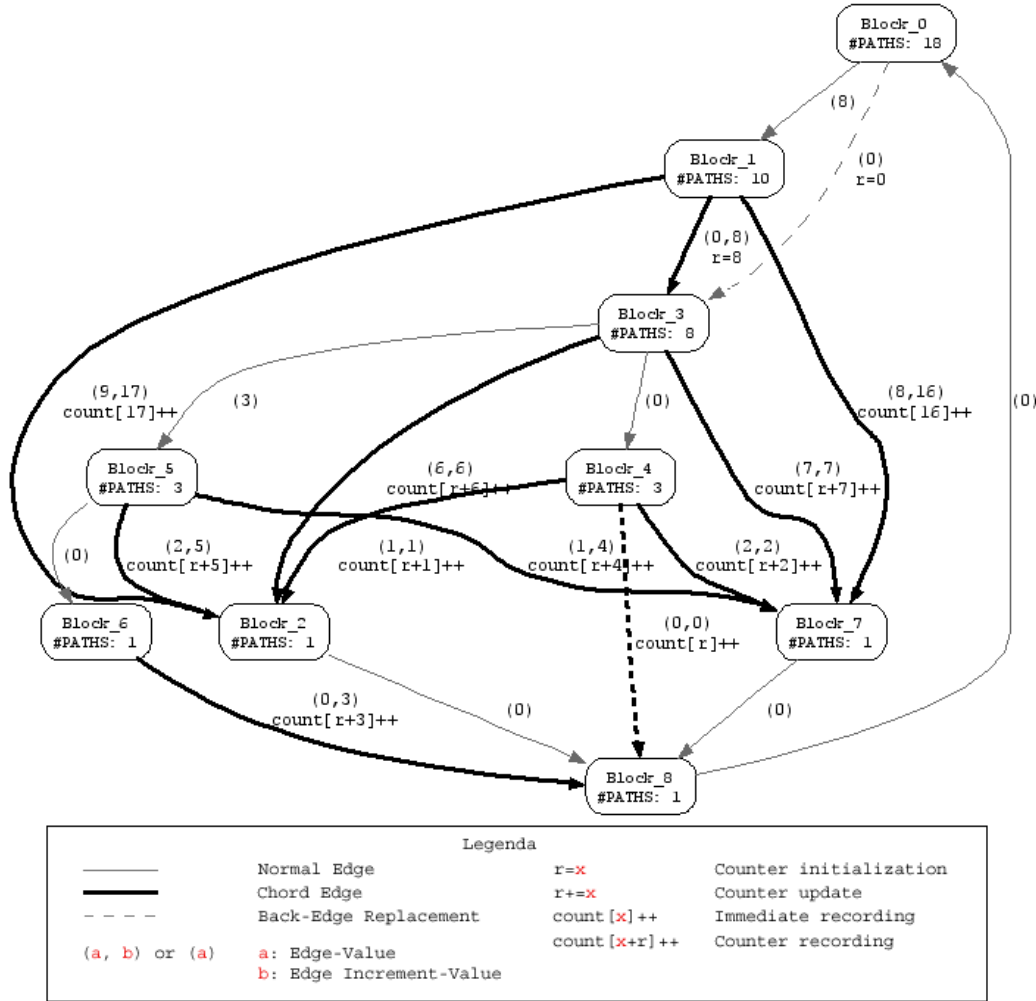 Block_0
#PATHS: 18
(8)
Block_1
#PATHS: 10
(0)
r=0
(0,8)
r=8
Block_3
#PATHS: 8
(9,17)
count[17]++
(3)
(0)
(8,16)
count[16]++
(0)
Block_5
#PATHS: 3
(6,6)
count[r+6]++
Block_4
#PATHS: 3
(7,7)
count[r+7]++
(0)
(2,5)
count[r+5]++
(1,1)
count[r+1]++
(1,4)
count[r+4]++
(2,2)
count[r+2]++
Block_6
#PATHS: 1
Block_2
#PATHS: 1
(0,0)
count[r]++
Block_7
#PATHS: 1
(0,3)
count[r+3]++
(0)
(0)
Block_8
#PATHS: 1
Legenda
Normal Edge r=x Counter initialization
Chord Edge r+=x Counter update
Back-Edge Replacement count[x]++ Immediate recording
count[x+r]++ Counter recording
(a, b) or (a) a: Edge-Value
b: Edge Increment-Value